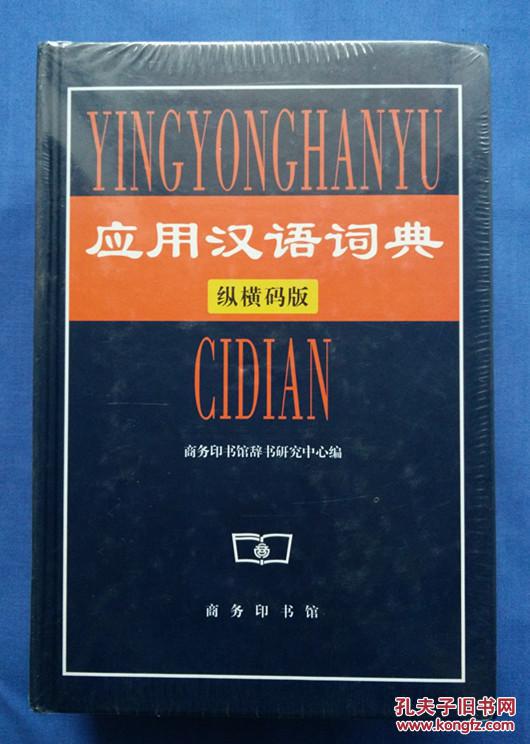 YINGYONGHANYU
应用汉语词典
纵横码版
CIDIAN
商务印书馆辞书研究中心编
商务印书馆
孔夫子旧书网
www.kongfz.com